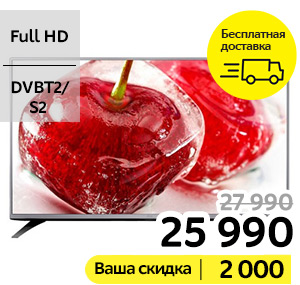 Full HD
DVBT2/
S2
Бесплатная
доставка
27 990
25 990
Ваша скидка 2 000